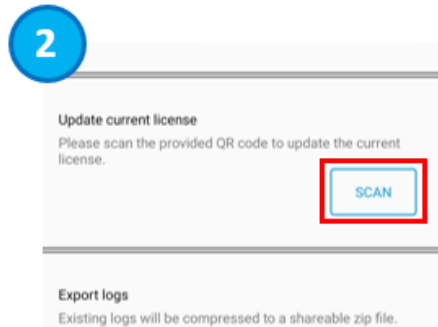 2
Update current license
Please scan the provided QR code to update the current
license.
SCAN
Export logs
Existing logs will be compressed to a shareable zip file.